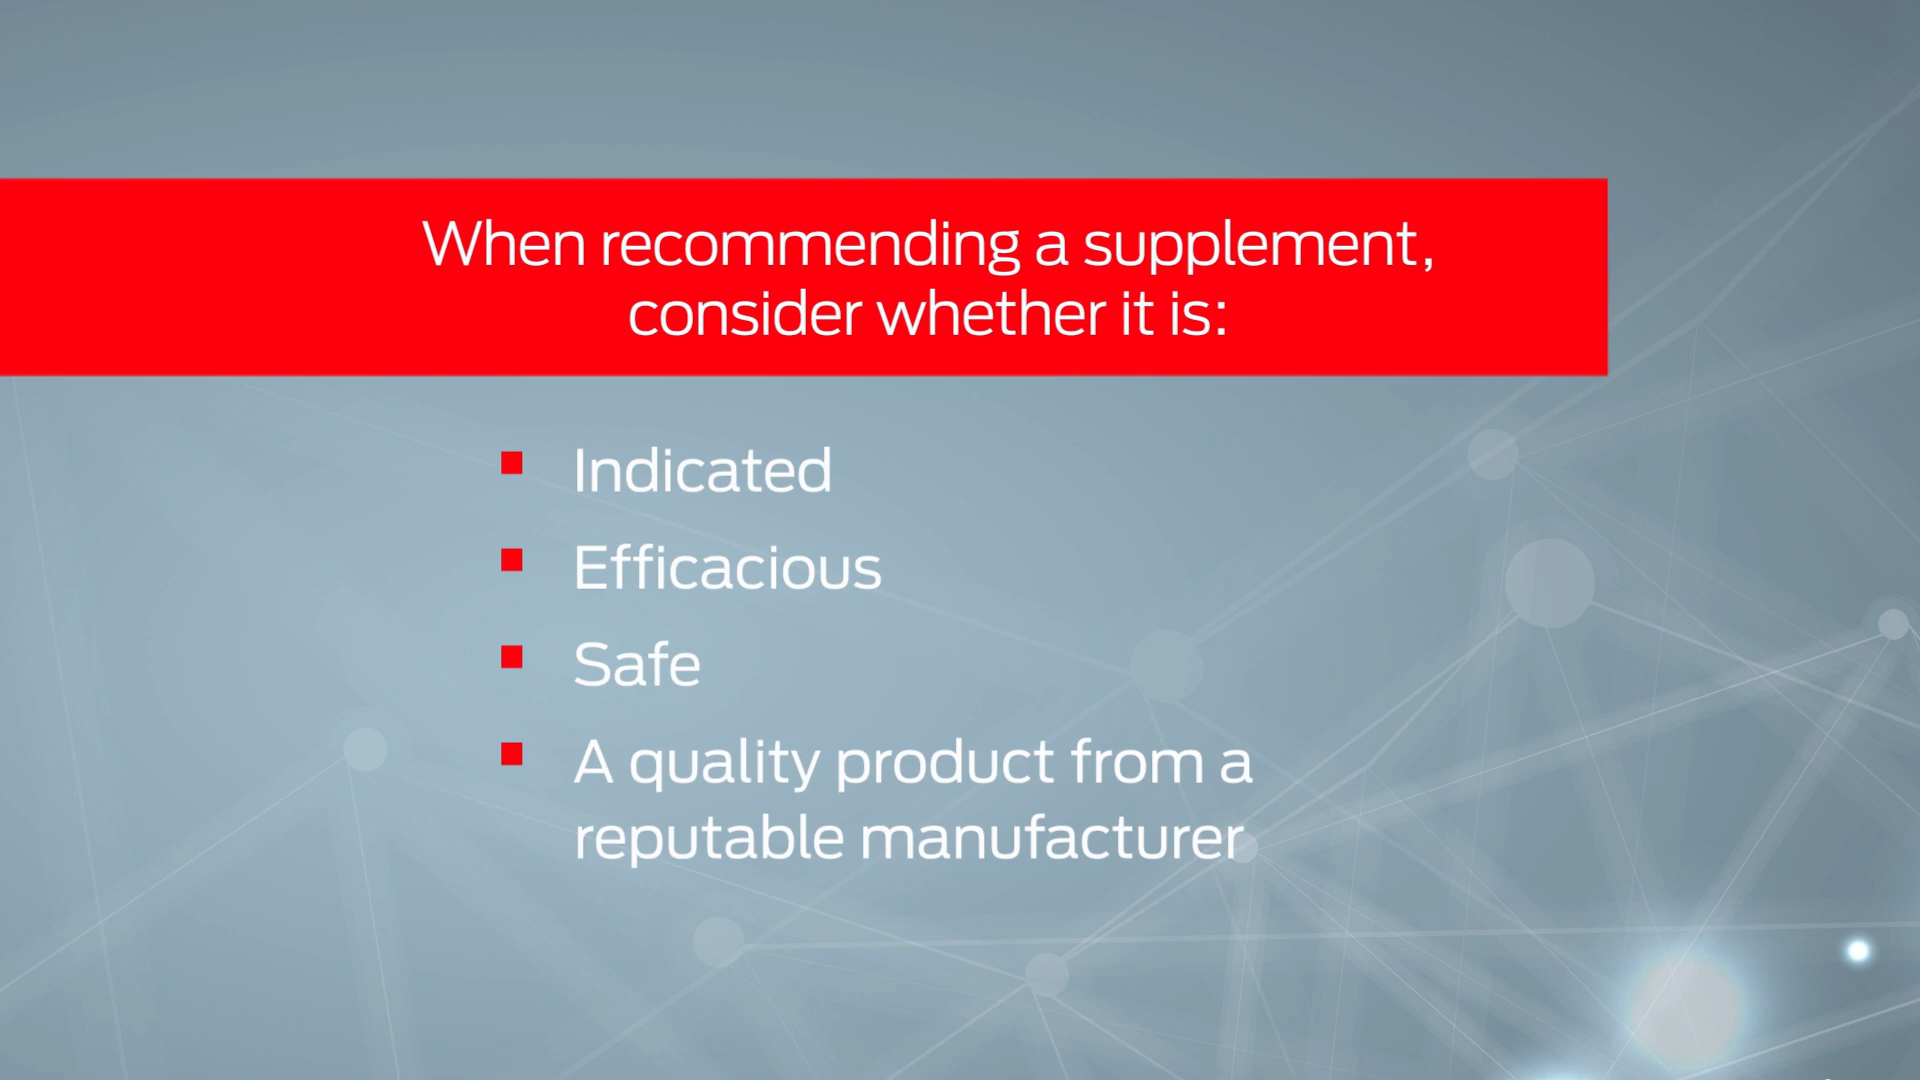 When recommending a supplement,
consider whether it is:
Indicated
Efficacious
Safe
A quality product from a
reputable manufacturer